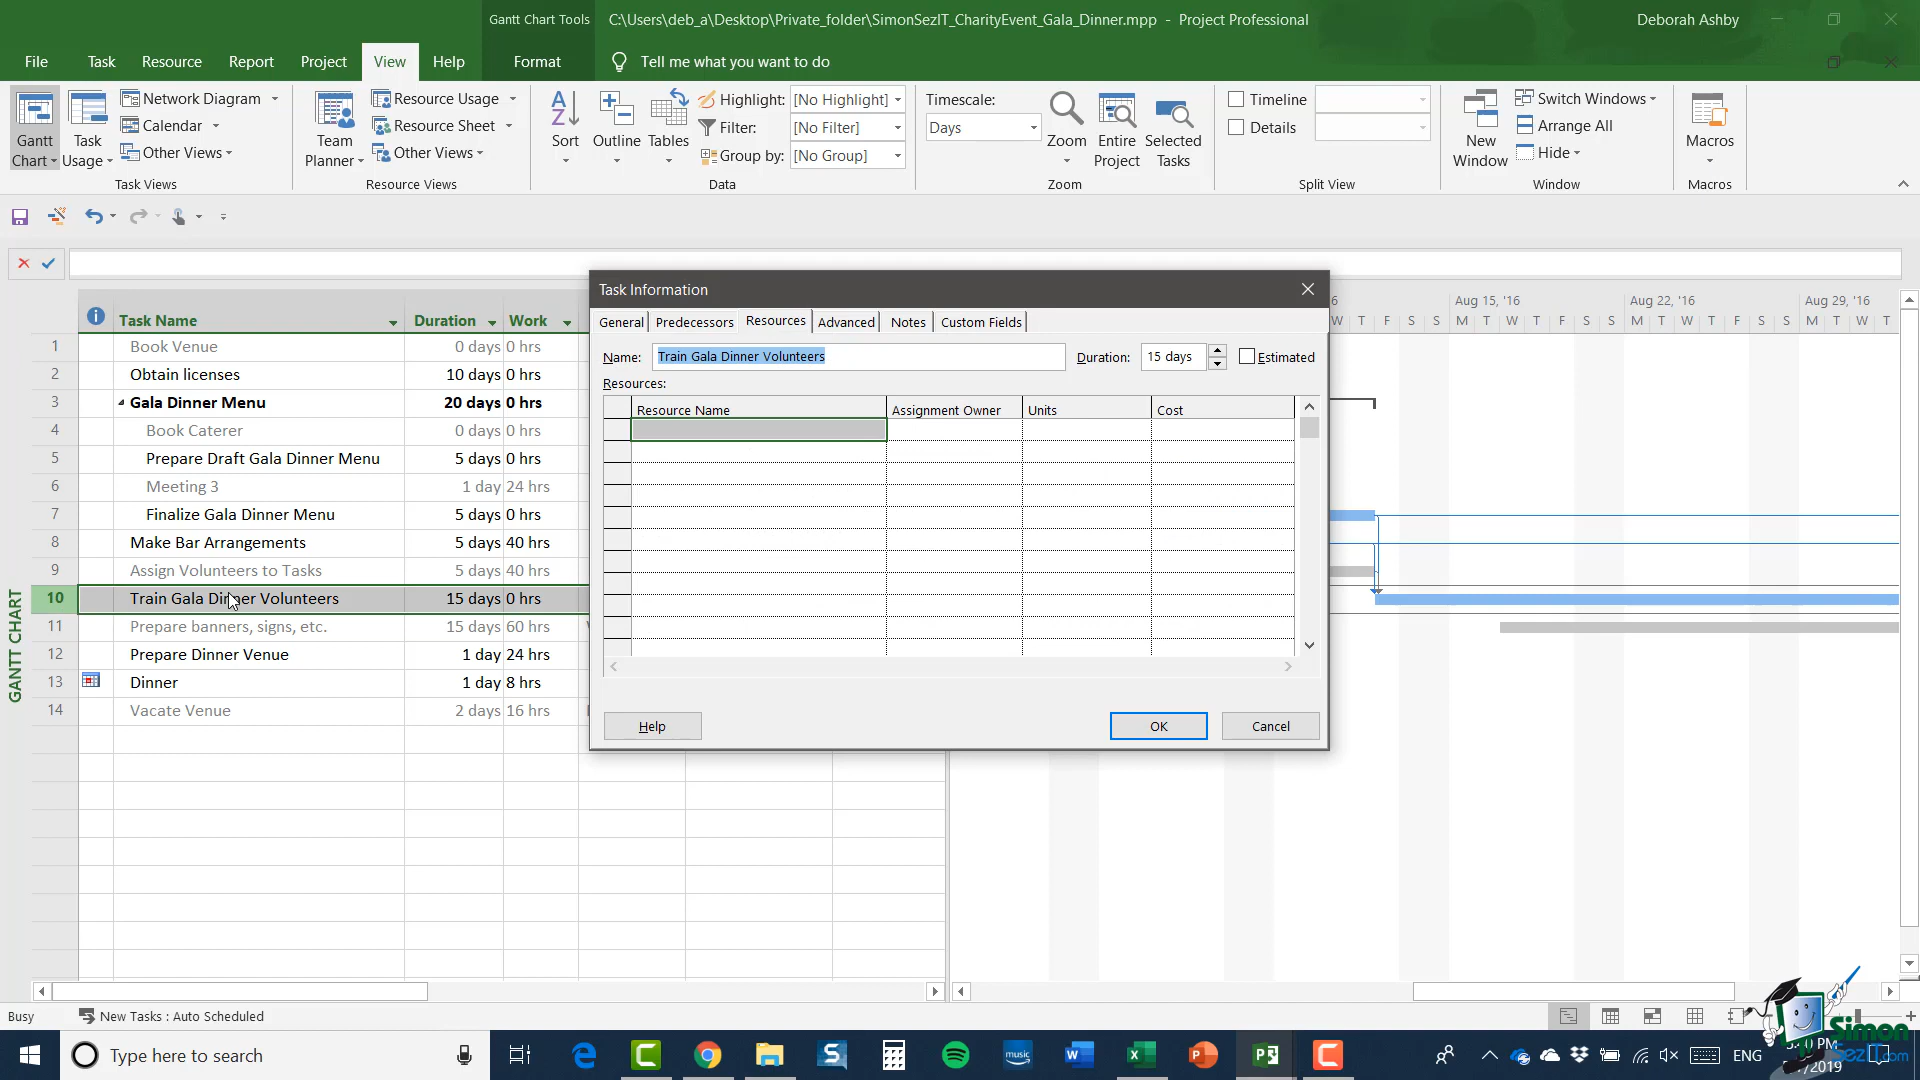 Gantt Chart Tools
C:\Users\deb_a\Desktop\Private_folder\SimonSezIT_CharityEvent_Gala_Dinner.mpp - Project Professional
Deborah Ashby
File Task Resource Report Project View Help Format Tell me what you want to do
Gantt Chart
Task Usage
Network Diagram
Calendar
Other Views
Task Views
Team Planner
Resource Usage
Resource Sheet
Other Views
Resource Views
Sort
Outline
Tables
Highlight: [No Highlight]
Filter: [No Filter]
Group by: [No Group]
Data
Timescale:
Days
Zoom
Entire Project
Selected Tasks
Zoom
Timeline
Details
Split View
New Window
Switch Windows
Arrange All
Hide
Window
Macros
Macros
Task Name Duration Work
1 Book Venue 0 days 0 hrs
2 Obtain licenses 10 days 0 hrs
3 Gala Dinner Menu 20 days 0 hrs
4 Book Caterer 0 days 0 hrs
5 Prepare Draft Gala Dinner Menu 5 days 0 hrs
6 Meeting 3 1 day 24 hrs
7 Finalize Gala Dinner Menu 5 days 0 hrs
8 Make Bar Arrangements 5 days 40 hrs
9 Assign Volunteers to Tasks 5 days 40 hrs
10 Train Gala Dinner Volunteers 15 days 0 hrs
11 Prepare banners, signs, etc. 15 days 60 hrs
12 Prepare Dinner Venue 1 day 24 hrs
13 Dinner 1 day 8 hrs
14 Vacate Venue 2 days 16 hrs
GANTT CHART
Task Information
General Predecessors Resources Advanced Notes Custom Fields
Name: Train Gala Dinner Volunteers Duration: 15 days Estimated
Resources:
Resource Name Assignment Owner Units Cost
Help OK Cancel
6 Aug 15, '16 Aug 22, '16 Aug 29, '16
W T F S S M T W T F S S M T W T F S S M T W T
Busy New Tasks : Auto Scheduled
Type here to search
music
ENG
Simon
SezIT.com